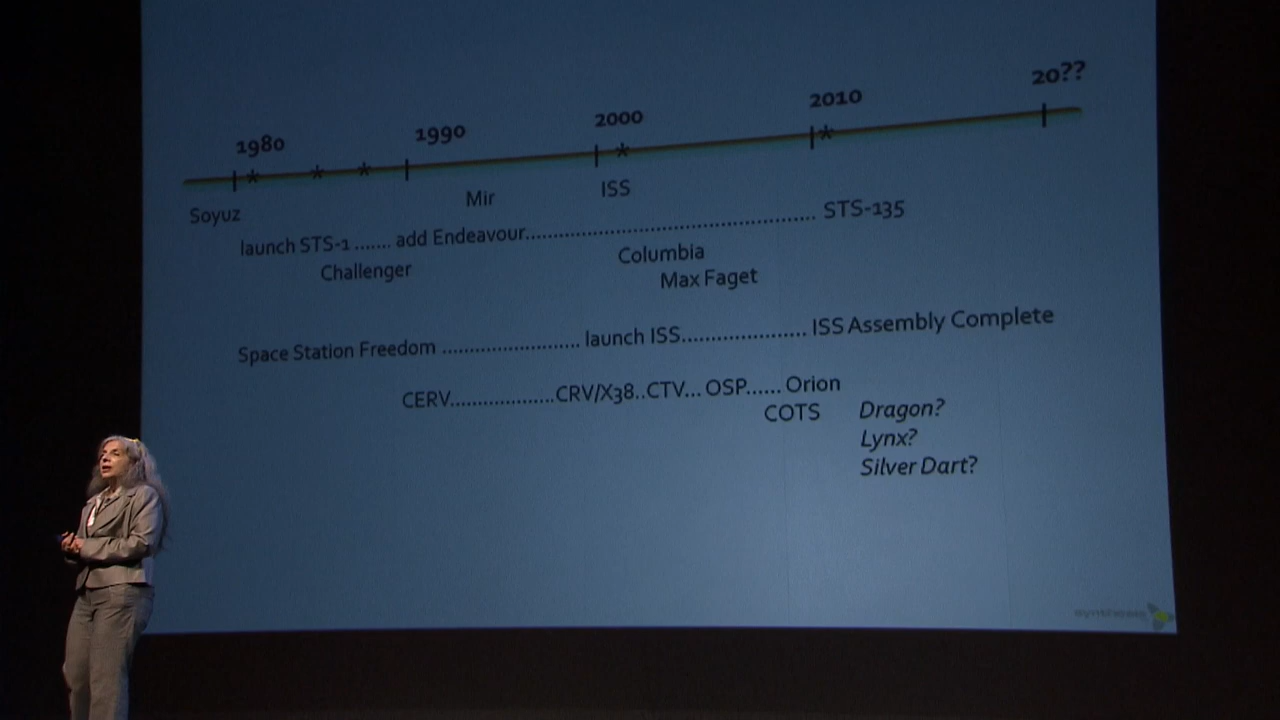 1980 1990 2000 2010 20??
* * * * *
Soyuz Mir ISS
launch STS-1 ....... add Endeavour.................................................... STS-135
Challenger Columbia
Max Faget
Space Station Freedom ......................... launch ISS....................... ISS Assembly Complete
CERV...................CRV/X38..CTV... OSP...... Orion
COTS Dragon?
Lynx?
Silver Dart?